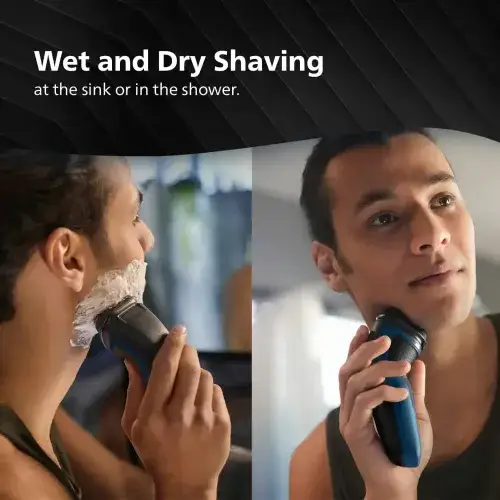 Wet and Dry Shaving
at the sink or in the shower.